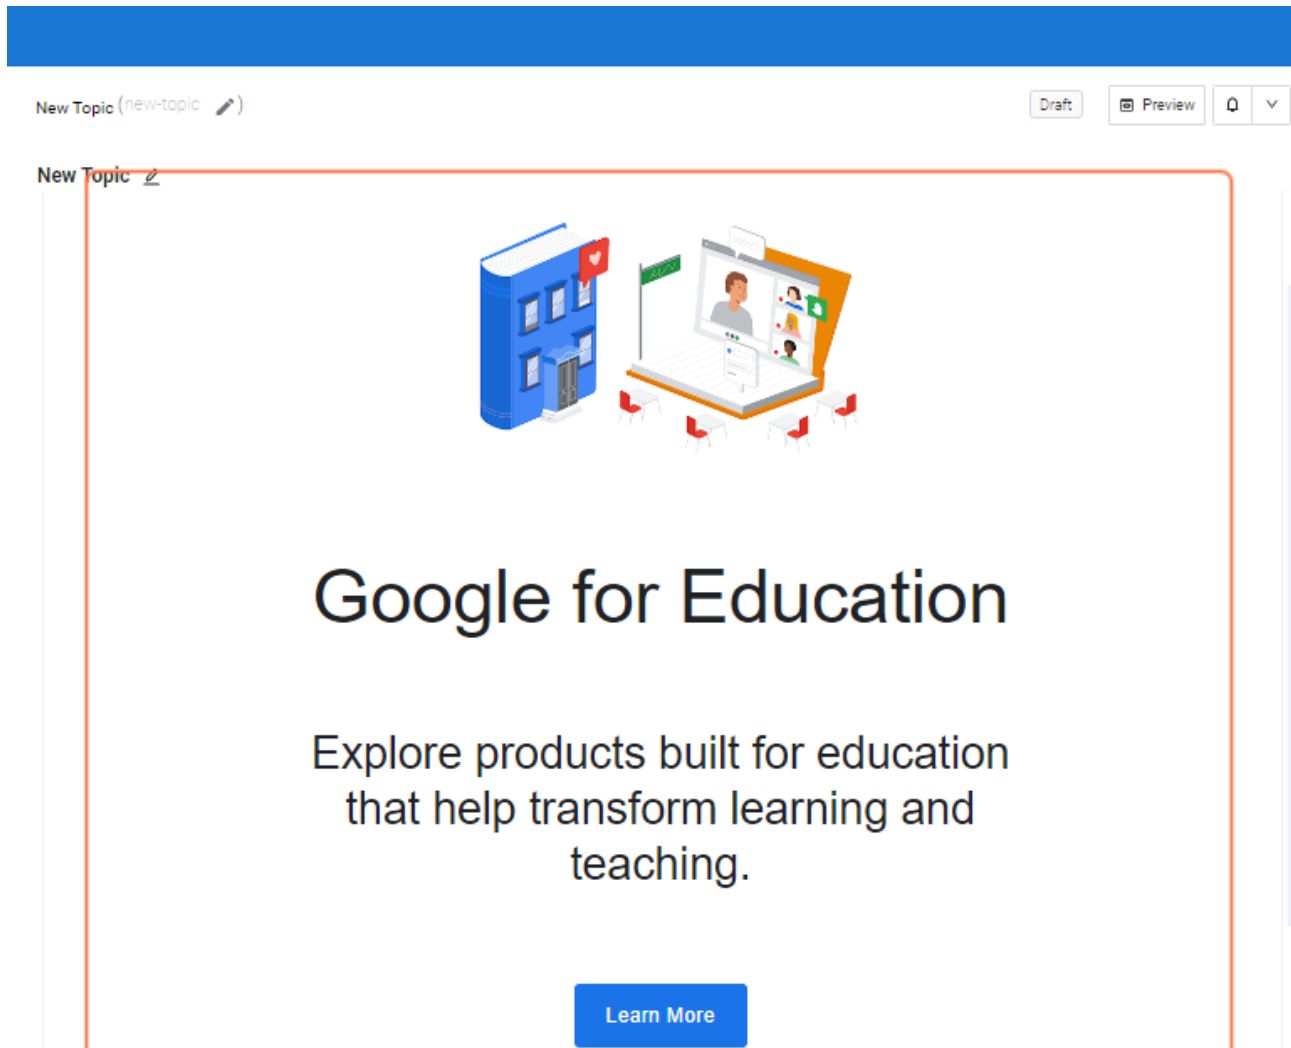 New Topic (new-topic )
Draft
Preview
New Topic
Google for Education
Explore products built for education
that help transform learning and
teaching.
Learn More